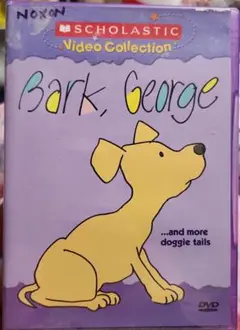 NOXON
SCHOLASTIC
Video Collection
Bark, George
...and more
doggie tails
DVD